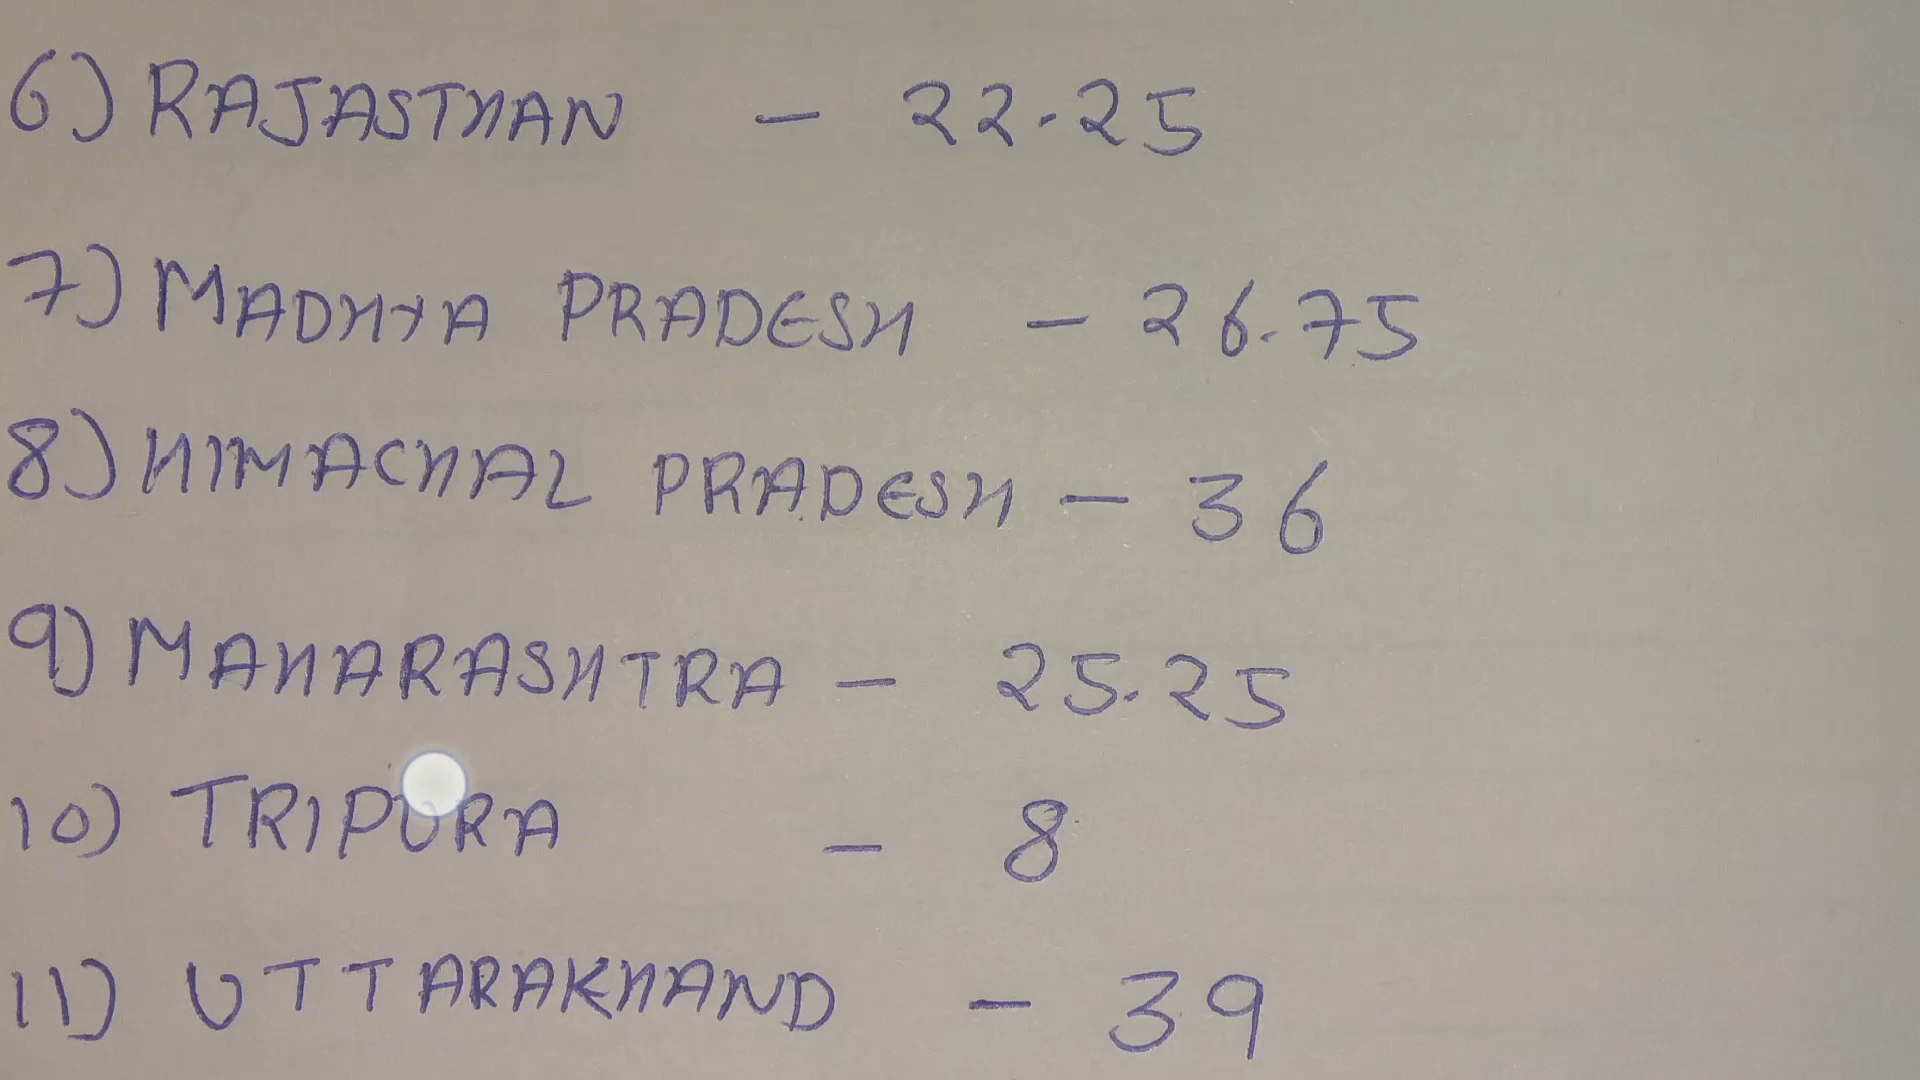 6) RAJASTHAN - 22.25
7) MADHYA PRADESH - 26.75
8) HIMACHAL PRADESH - 36
9) MAHARASHTRA - 25.25
10) TRIPURA - 8
11) UTTARAKHAND - 39